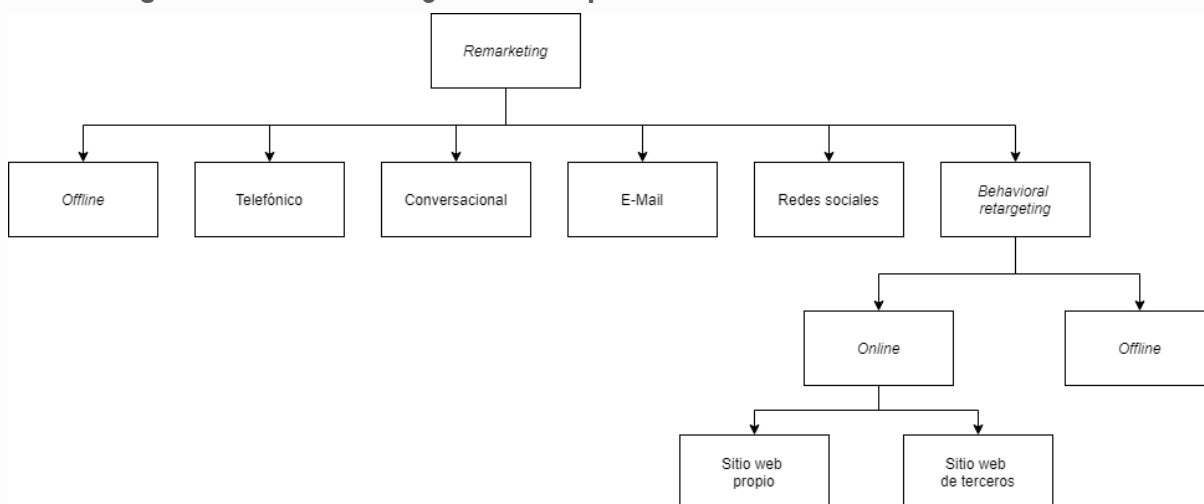 Remarketing
Offline
Telefónico
Conversacional
E-Mail
Redes sociales
Behavioral
retargeting
Online
Offline
Sitio web
propio
Sitio web
de terceros